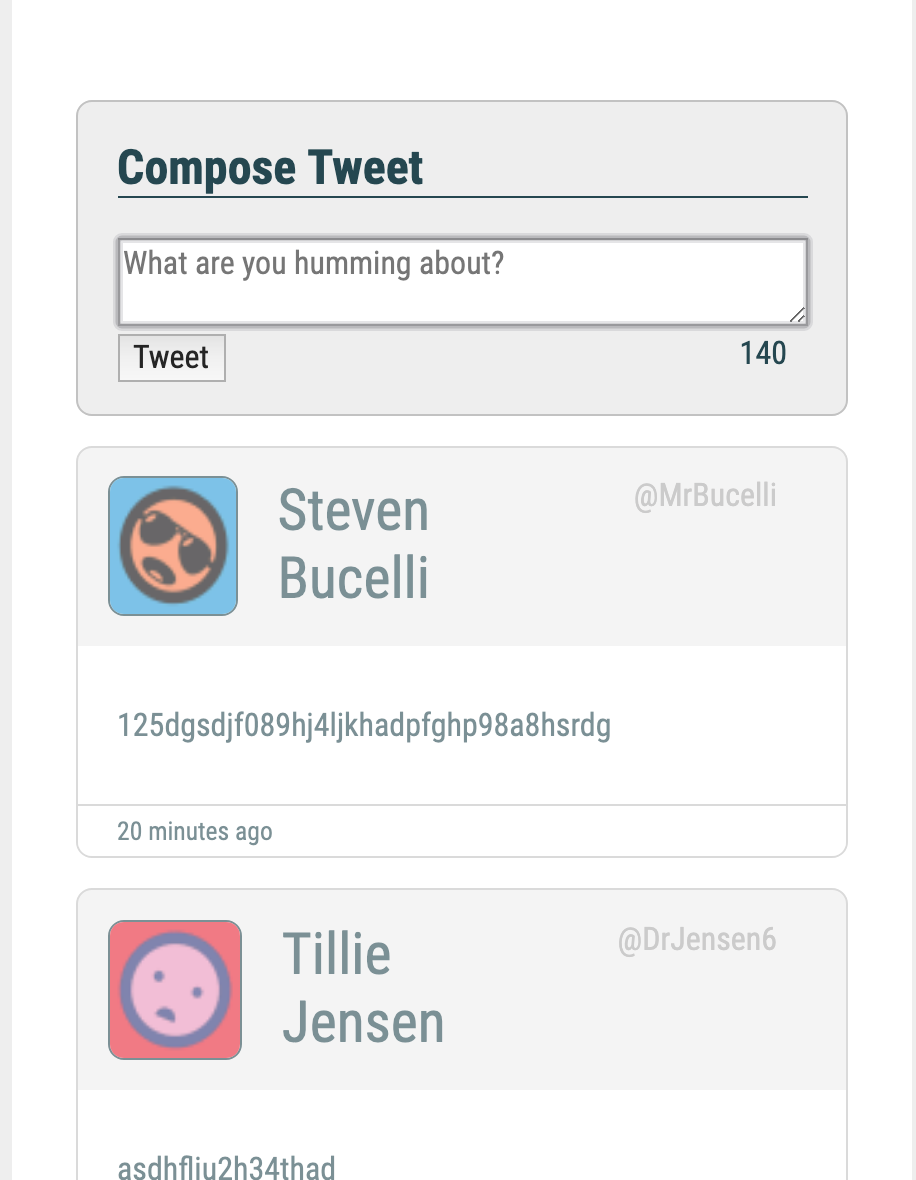 Compose Tweet
What are you humming about?
Tweet
140
Steven
Bucelli
@MrBucelli
125dgsdjf089hj4ljkhadpfghp98a8hsrdg
20 minutes ago
Tillie
Jensen
@DrJensen6
asdhfliu2h34thad